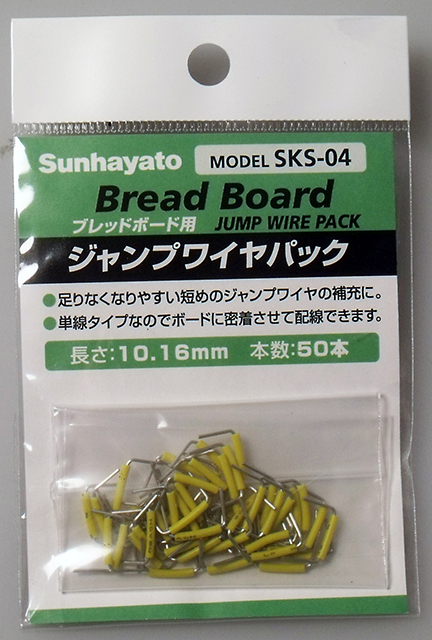 Sunhayato MODEL SKS-04
Bread Board
ブレッドボード用 JUMP WIRE PACK
ジャンプワイヤパック
●足りなくなりやすい短めのジャンプワイヤの補充に。
●単線タイプなのでボードに密着させて配線できます。
長さ:10.16mm 本数:50本